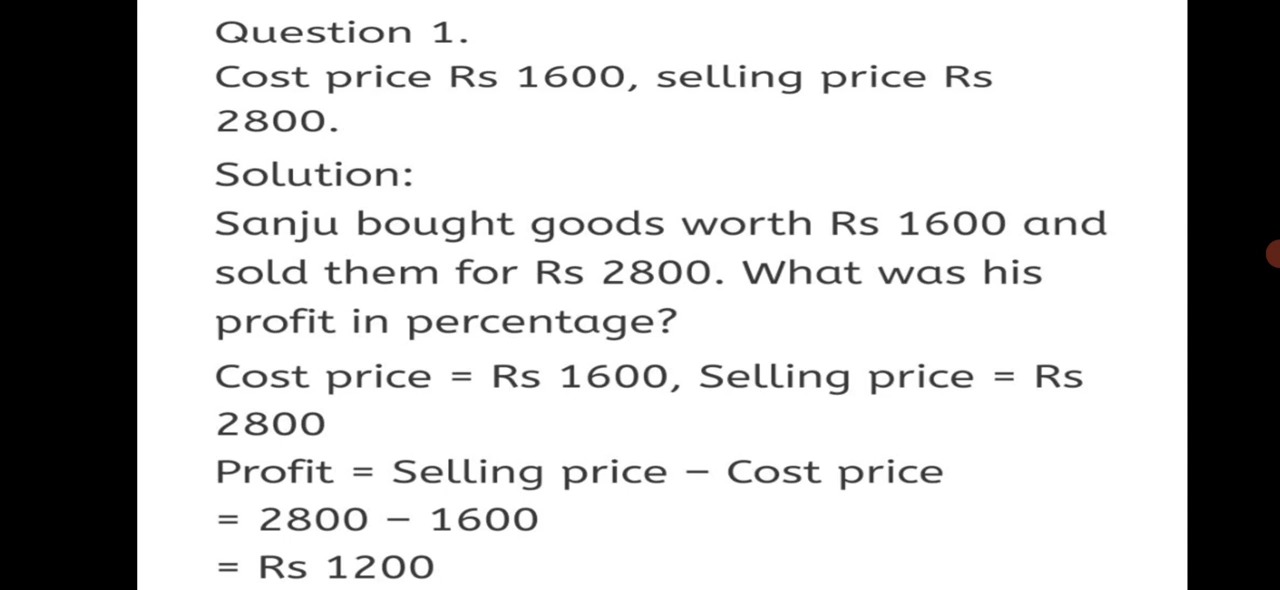 Question 1.
Cost price Rs 1600, selling price Rs
2800.
Solution:
Sanju bought goods worth Rs 1600 and
sold them for Rs 2800. What was his
profit in percentage?
Cost price = Rs 1600, Selling price = Rs
2800
Profit = Selling price – Cost price
= 2800 – 1600
= Rs 1200